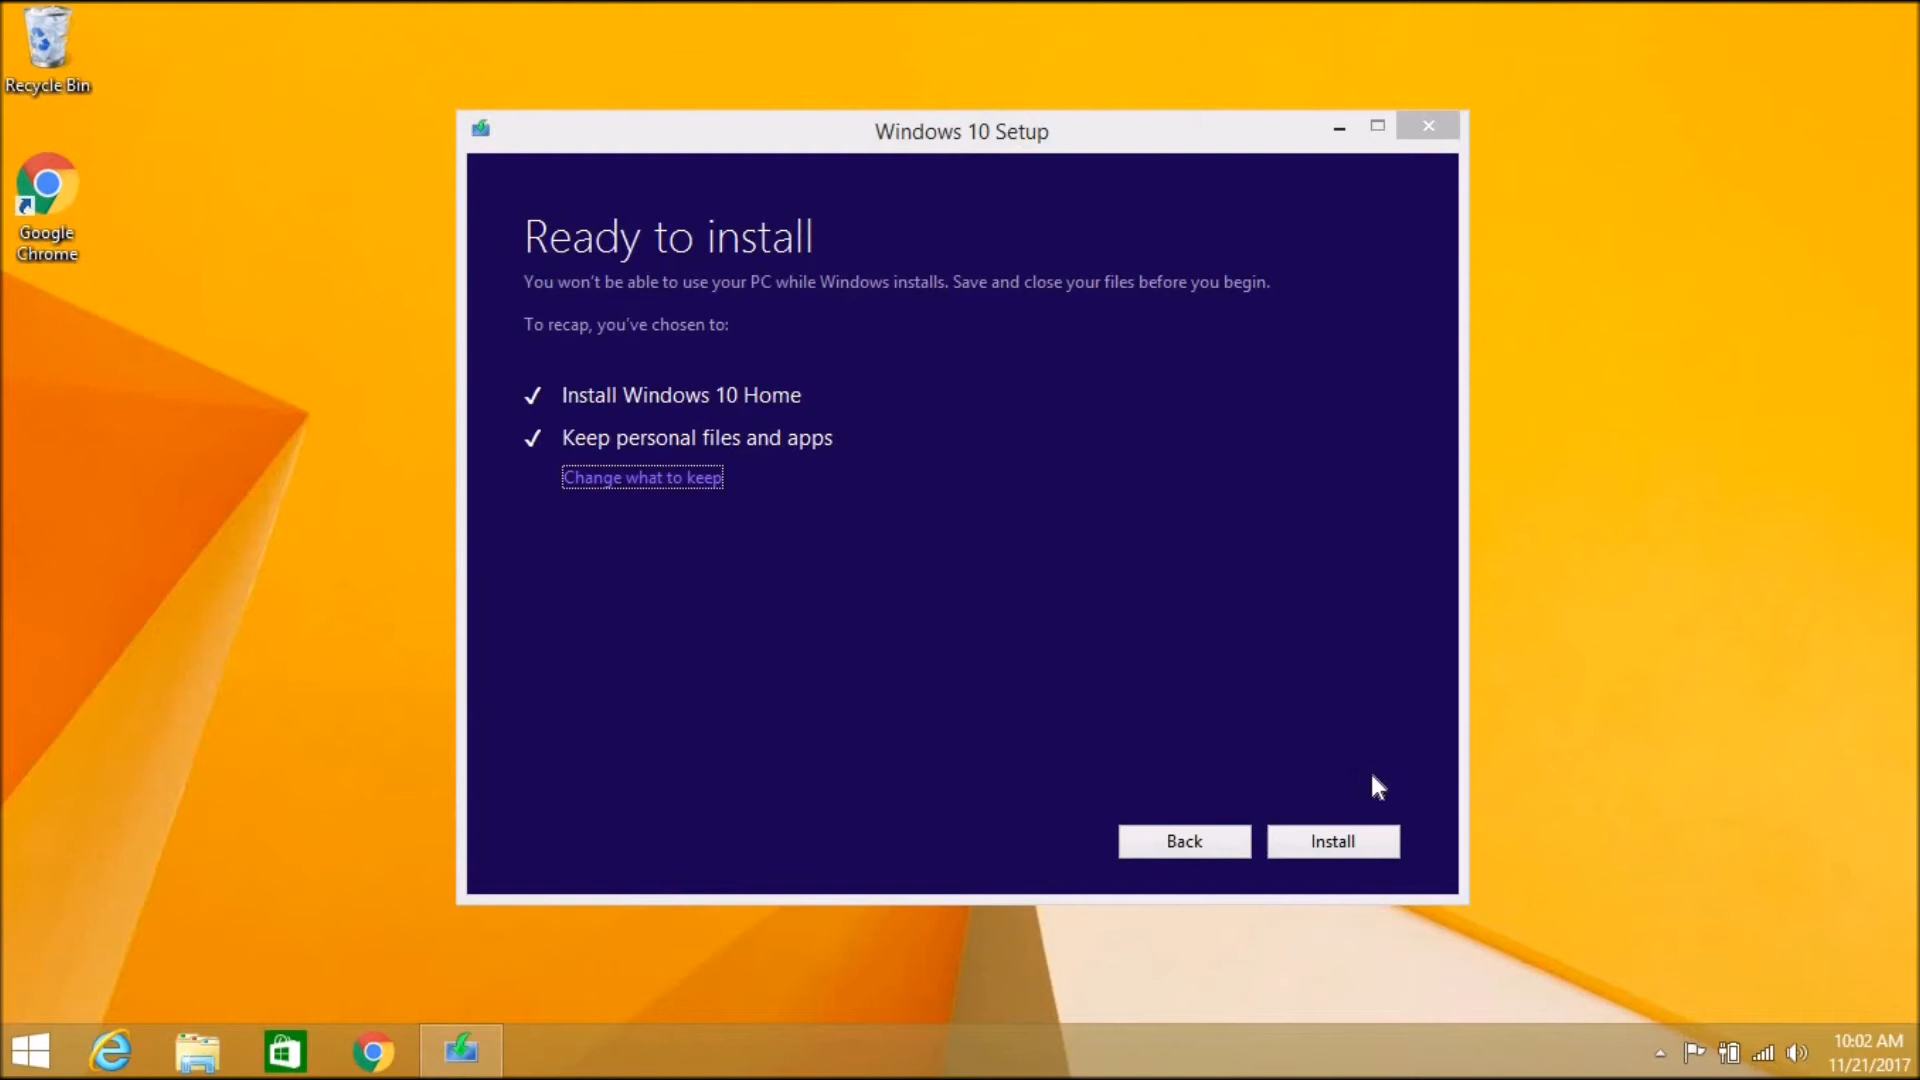 Recycle Bin
Google
Chrome
Windows 10 Setup
Ready to install
You won't be able to use your PC while Windows installs. Save and close your files before you begin.
To recap, you've chosen to:
Install Windows 10 Home
Keep personal files and apps
Change what to keep
Back
Install
10:02 AM
11/21/2017